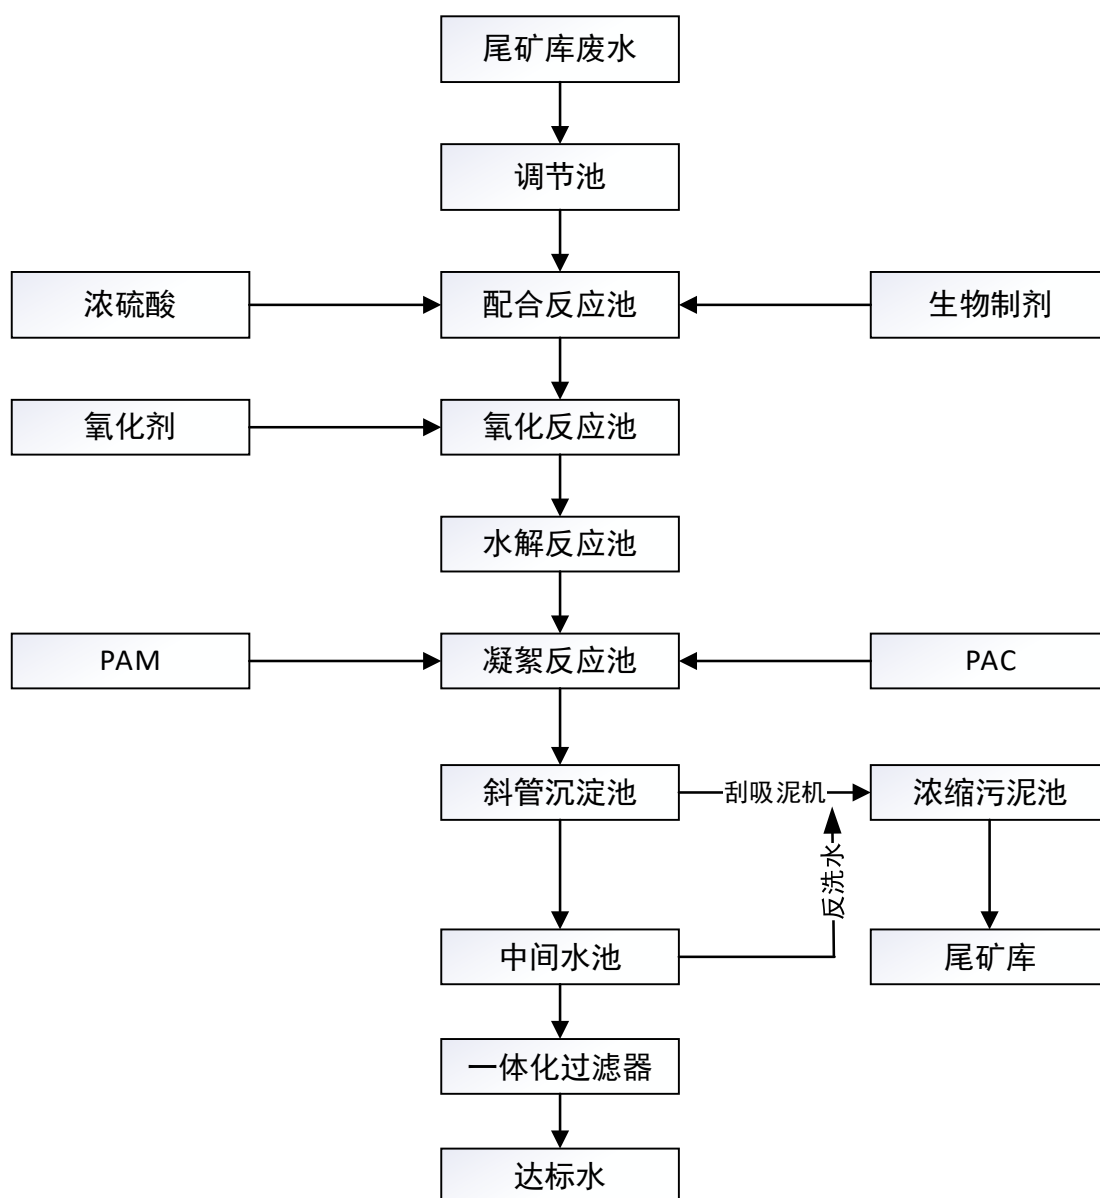 尾矿库废水
调节池
浓硫酸
配合反应池
生物制剂
氧化剂
氧化反应池
水解反应池
PAM
凝絮反应池
PAC
斜管沉淀池
刮吸泥机
浓缩污泥池
反洗水
中间水池
尾矿库
一体化过滤器
达标水